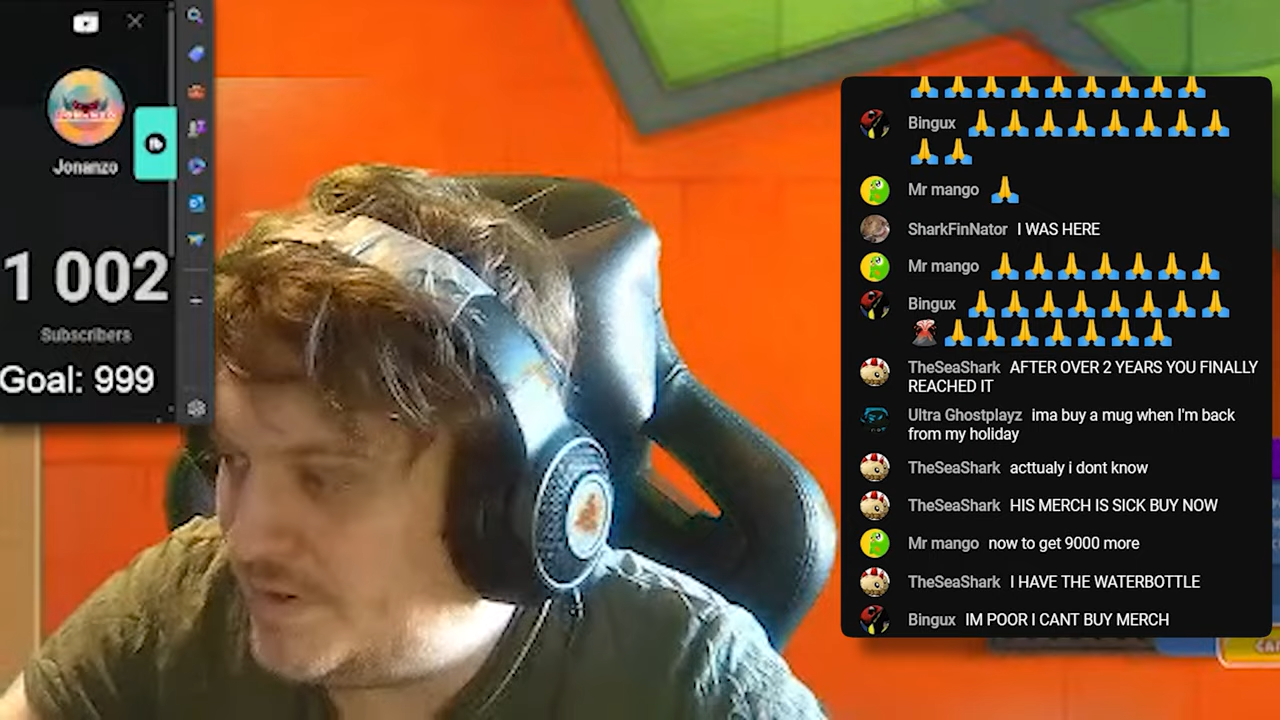 Jonanzo
1 002
Subscribers
Goal: 999
🙏🙏🙏🙏🙏🙏🙏🙏🙏
Bingux 🙏🙏🙏🙏🙏🙏🙏🙏
🙏🙏
Mr mango 🙏
SharkFinNator I WAS HERE
Mr mango 🙏🙏🙏🙏🙏🙏🙏
Bingux 🙏🙏🙏🙏🙏🙏🙏🙏
🌋🙏🙏🙏🙏🙏🙏🙏
TheSeaShark AFTER OVER 2 YEARS YOU FINALLY
REACHED IT
Ultra Ghostplayz ima buy a mug when I'm back
from my holiday
TheSeaShark acttualy i dont know
TheSeaShark HIS MERCH IS SICK BUY NOW
Mr mango now to get 9000 more
TheSeaShark I HAVE THE WATERBOTTLE
Bingux IM POOR I CANT BUY MERCH